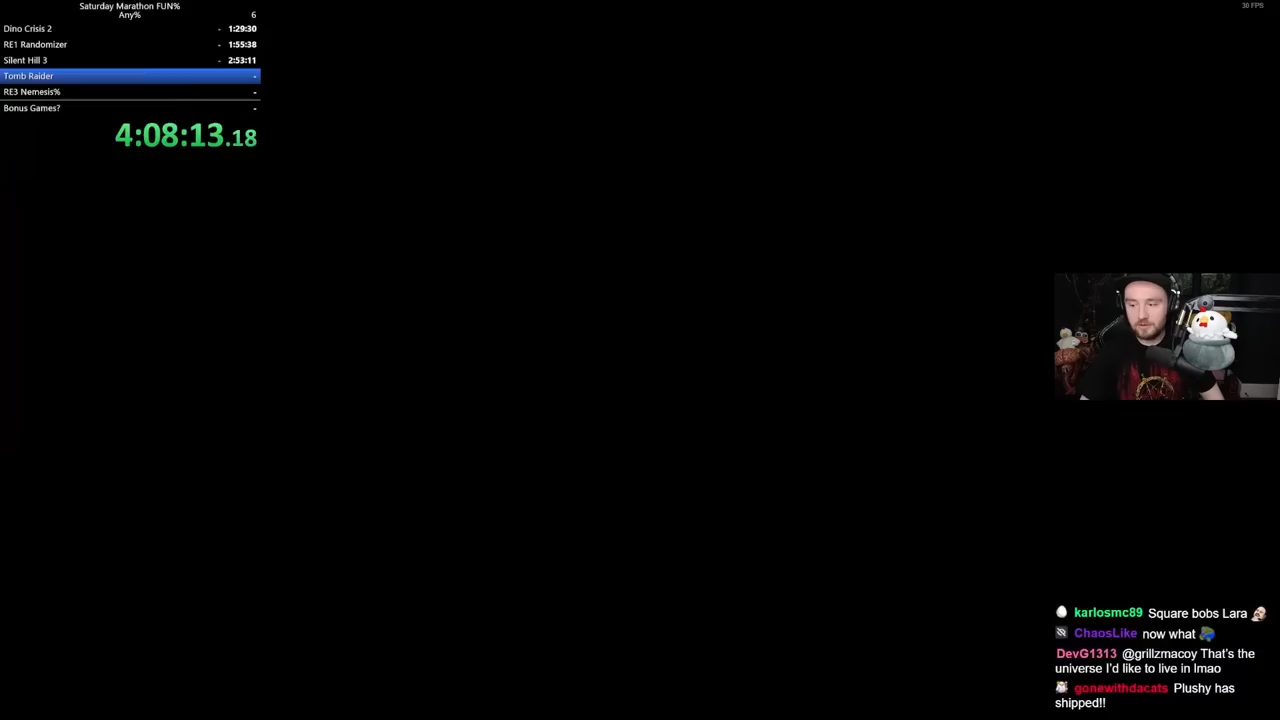 Saturday Marathon FUN%
Any% 6
Dino Crisis 2 - 1:29:30
RE1 Randomizer - 1:55:38
Silent Hill 3 - 2:53:11
Tomb Raider -
RE3 Nemesis% -
Bonus Games? -
4:08:13.18
30 FPS
karlosmc89 Square bobs Lara
ChaosLike now what
DevG1313 @grillzmacoy That's the
universe I'd like to live in lmao
gonewithdacats Plushy has
shipped!!